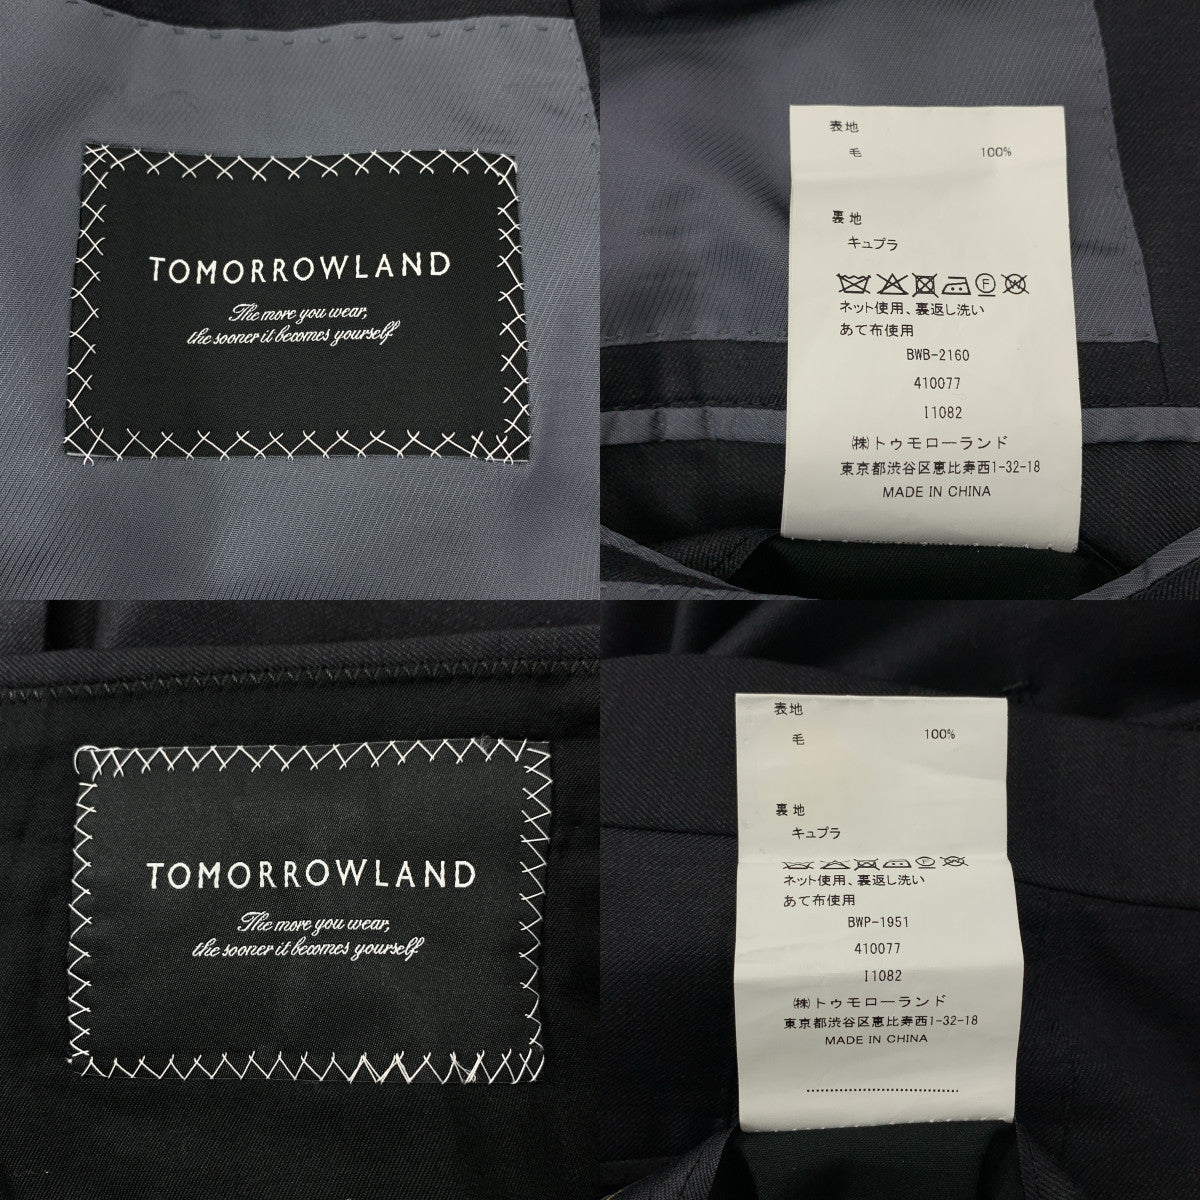 TOMORROWLAND
The more you wear,
the sooner it becomes yourself.
表地
毛 100%
裏地
キュプラ
F W
ネット使用、裏返し洗い
あて布使用
BWB-2160
410077
I1082
㈱トゥモローランド
東京都渋谷区恵比寿西1-32-18
MADE IN CHINA
TOMORROWLAND
The more you wear,
the sooner it becomes yourself.
表地
毛 100%
裏地
キュプラ
F W
ネット使用、裏返し洗い
あて布使用
BWP-1951
410077
I1082
㈱トゥモローランド
東京都渋谷区恵比寿西1-32-18
MADE IN CHINA